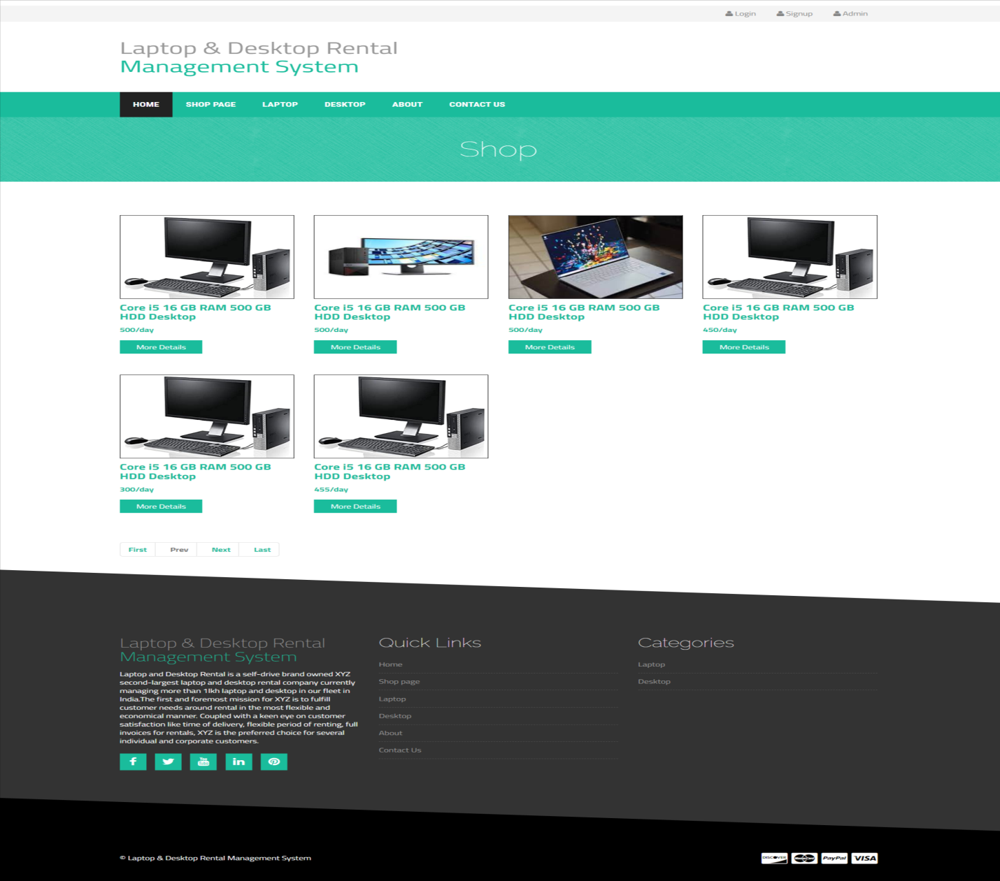 Login Signup Admin
Laptop & Desktop Rental
Management System
HOME SHOP PAGE LAPTOP DESKTOP ABOUT CONTACT US
Shop
Core i5 16 GB RAM 500 GB
HDD Desktop
500/day
More Details
Core i5 16 GB RAM 500 GB
HDD Desktop
500/day
More Details
Core i5 16 GB RAM 500 GB
HDD Desktop
500/day
More Details
Core i5 16 GB RAM 500 GB
HDD Desktop
450/day
More Details
Core i5 16 GB RAM 500 GB
HDD Desktop
300/day
More Details
Core i5 16 GB RAM 500 GB
HDD Desktop
455/day
More Details
First Prev Next Last
Laptop & Desktop Rental
Management System
Laptop and Desktop Rental is a self-drive brand owned XYZ
second-largest laptop and desktop rental company currently
managing more than 1lkh laptop and desktop in our fleet in
India.The first and foremost mission for XYZ is to fulfill
customer needs around rental in the most flexible and
economical manner. Coupled with a keen eye on customer
satisfaction like time of delivery, flexible period of renting, full
invoices for rentals, XYZ is the preferred choice for several
individual and corporate customers.
You Tube
in
Quick Links
Home
Shop page
Laptop
Desktop
About
Contact Us
Categories
Laptop
Desktop
© Laptop & Desktop Rental Management System
DISCOVER MasterCard PayPal VISA